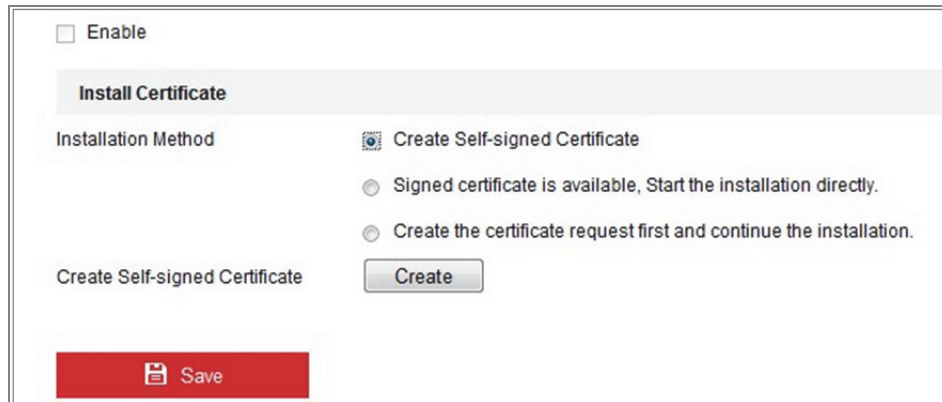 Enable
Install Certificate
Installation Method
Create Self-signed Certificate
Signed certificate is available, Start the installation directly.
Create the certificate request first and continue the installation.
Create Self-signed Certificate
Create
Save